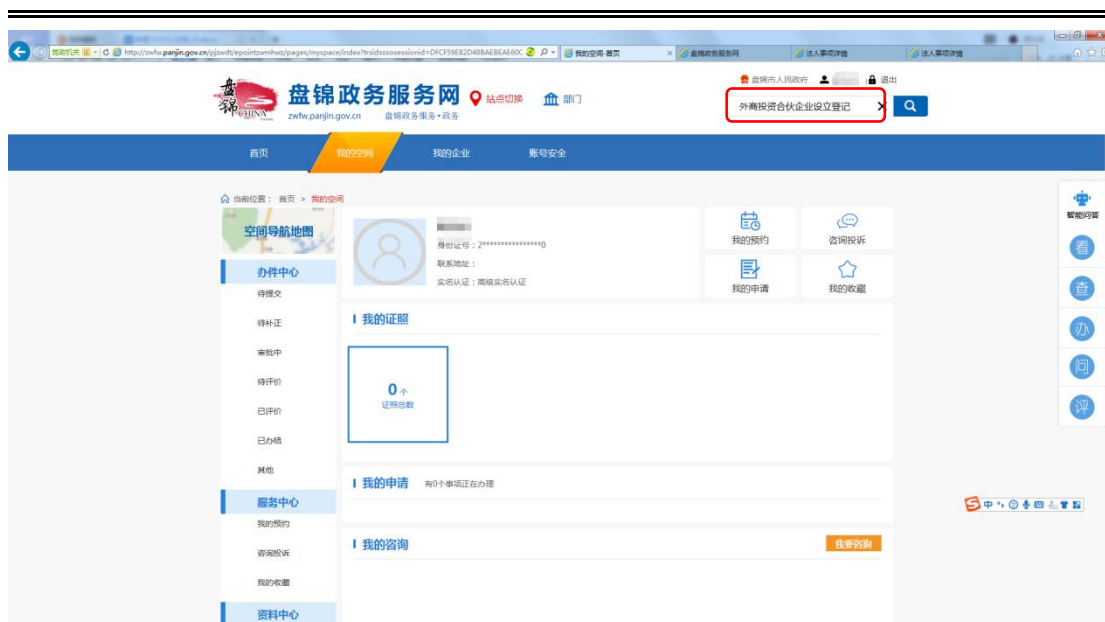 党政机关
http://zwfw.panjin.gov.cn/pjzwdt/epointzwmhwz/pages/myspace/index?trsidsssosessionid=DFCF59E82D48BAEBEAE60C
我的空间-首页
盘锦政务服务网
法人事项详情
法人事项详情
盘锦
CHINA
盘锦政务服务网
站点切换
部门
zwfw.panjin.gov.cn
盘锦政务服务•政务
盘锦市人民政府
退出
外商投资合伙企业设立登记
首页
我的空间
我的企业
账号安全
当前位置： 首页 > 我的空间
空间导航地图
办件中心
待提交
待补正
审批中
待评价
已评价
已办结
其他
服务中心
我的预约
咨询投诉
我的收藏
资料中心
身份证号：2****************0
联系地址：
实名认证：高级实名认证
我的预约
咨询投诉
我的申请
我的收藏
我的证照
0 个
证照总数
我的申请 有0个事项正在办理
我的咨询
我要咨询
智能问答
看
查
办
问
评
中